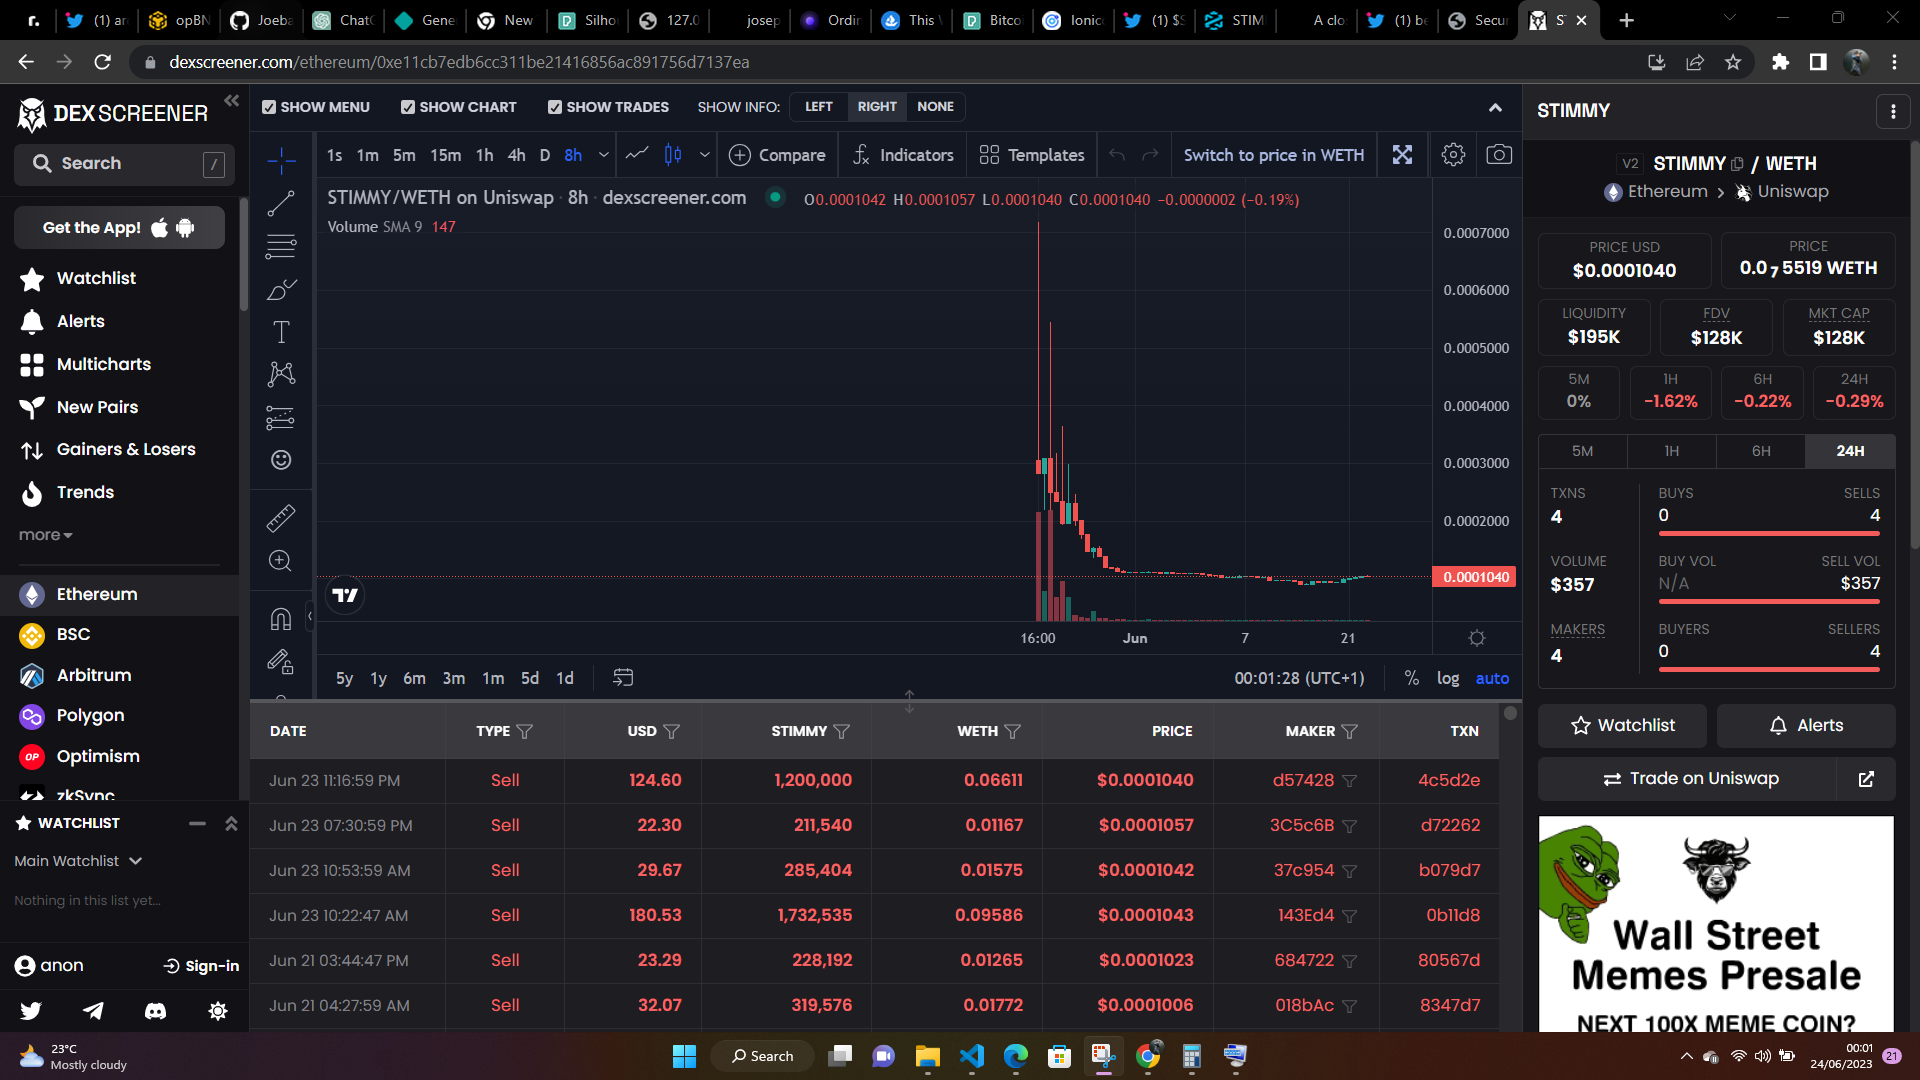 (1) ar
opBN
Joeba
ChatG
Gene
New
Silho
127.0
josep
Ordin
This V
Bitco
Ionic
(1) $S
STIM
A clo
(1) be
Secur
S
dexscreener.com/ethereum/0xe11cb7edb6cc311be21416856ac891756d7137ea
DEX SCREENER
Search /
Get the App!
Watchlist
Alerts
Multicharts
New Pairs
Gainers & Losers
Trends
more
Ethereum
BSC
Arbitrum
Polygon
OP Optimism
zkSync
WATCHLIST
Main Watchlist
Nothing in this list yet...
anon Sign-in
SHOW MENU SHOW CHART SHOW TRADES SHOW INFO: LEFT RIGHT NONE
1s 1m 5m 15m 1h 4h D 8h Compare Indicators Templates Switch to price in WETH
STIMMY/WETH on Uniswap · 8h · dexscreener.com O0.0001042 H0.0001057 L0.0001040 C0.0001040 −0.0000002 (−0.19%)
Volume SMA 9 147
0.0007000
0.0006000
0.0005000
0.0004000
0.0003000
0.0002000
0.0001040
16:00 Jun 7 21
5y 1y 6m 3m 1m 5d 1d 00:01:28 (UTC+1) % log auto
DATE TYPE USD STIMMY WETH PRICE MAKER TXN
Jun 23 11:16:59 PM Sell 124.60 1,200,000 0.06611 $0.0001040 d57428 4c5d2e
Jun 23 07:30:59 PM Sell 22.30 211,540 0.01167 $0.0001057 3C5c6B d72262
Jun 23 10:53:59 AM Sell 29.67 285,404 0.01575 $0.0001042 37c954 b079d7
Jun 23 10:22:47 AM Sell 180.53 1,732,535 0.09586 $0.0001043 143Ed4 0b11d8
Jun 21 03:44:47 PM Sell 23.29 228,192 0.01265 $0.0001023 684722 80567d
Jun 21 04:27:59 AM Sell 32.07 319,576 0.01772 $0.0001006 018bAc 8347d7
STIMMY
V2 STIMMY / WETH
Ethereum > Uniswap
PRICE USD PRICE
$0.0001040 0.0₇5519 WETH
LIQUIDITY FDV MKT CAP
$195K $128K $128K
5M 1H 6H 24H
0% -1.62% -0.22% -0.29%
5M 1H 6H 24H
TXNS BUYS SELLS
4 0 4
VOLUME BUY VOL SELL VOL
$357 N/A $357
MAKERS BUYERS SELLERS
4 0 4
Watchlist Alerts
Trade on Uniswap
Wall Street
Memes Presale
NEXT 100X MEME COIN?
23°C
Mostly cloudy
Search
00:01
24/06/2023
21